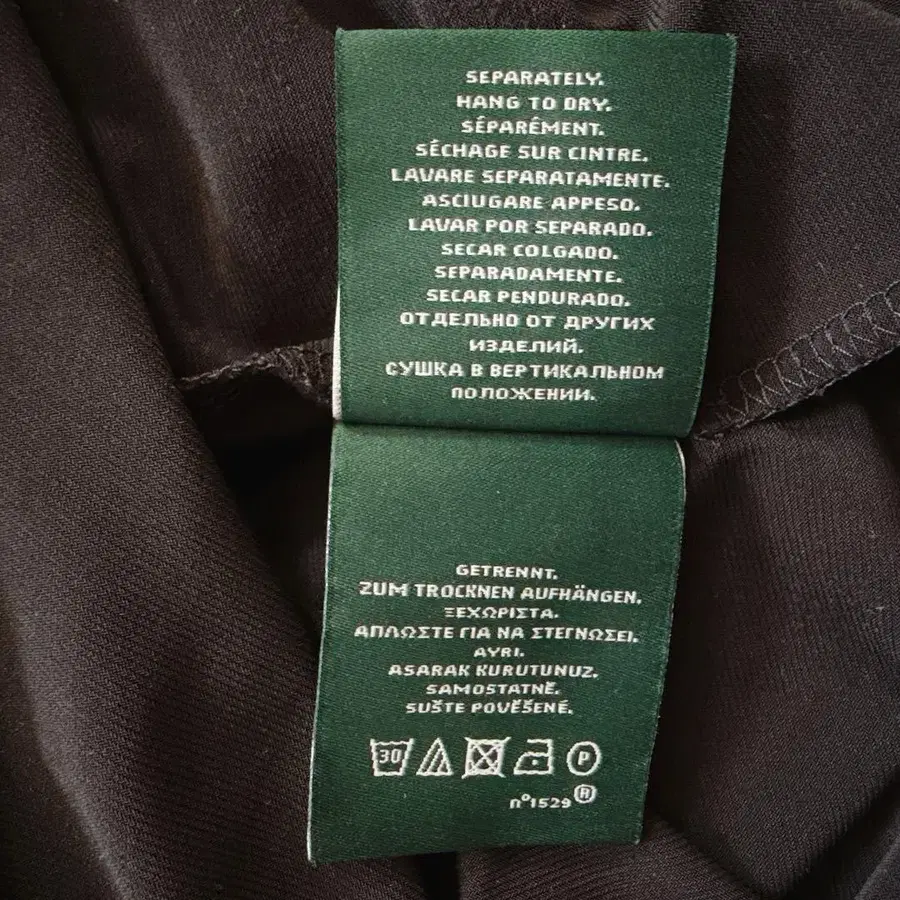 SEPARATELY.
HANG TO DRY.
SÉPARÉMENT.
SÉCHAGE SUR CINTRE.
LAVARE SEPARATAMENTE.
ASCIUGARE APPESO.
LAVAR POR SEPARADO.
SECAR COLGADO.
SEPARADAMENTE.
SECAR PENDURADO.
ОТДЕЛЬНО ОТ ДРУГИХ
ИЗДЕЛИЙ.
СУШКА В ВЕРТИКАЛЬНОМ
ПОЛОЖЕНИИ.
GETRENNT.
ZUM TROCKNEN AUFHÄNGEN.
ΞΕΧΩΡΙΣΤΑ.
ΑΠΛΩΣΤΕ ΓΙΑ ΝΑ ΣΤΕΓΝΩΣΕΙ.
AYRI.
ASARAK KURUTUNUZ.
SAMOSTATNĚ.
SUŠTE POVĚŠENÉ.
30 P
nº1529®